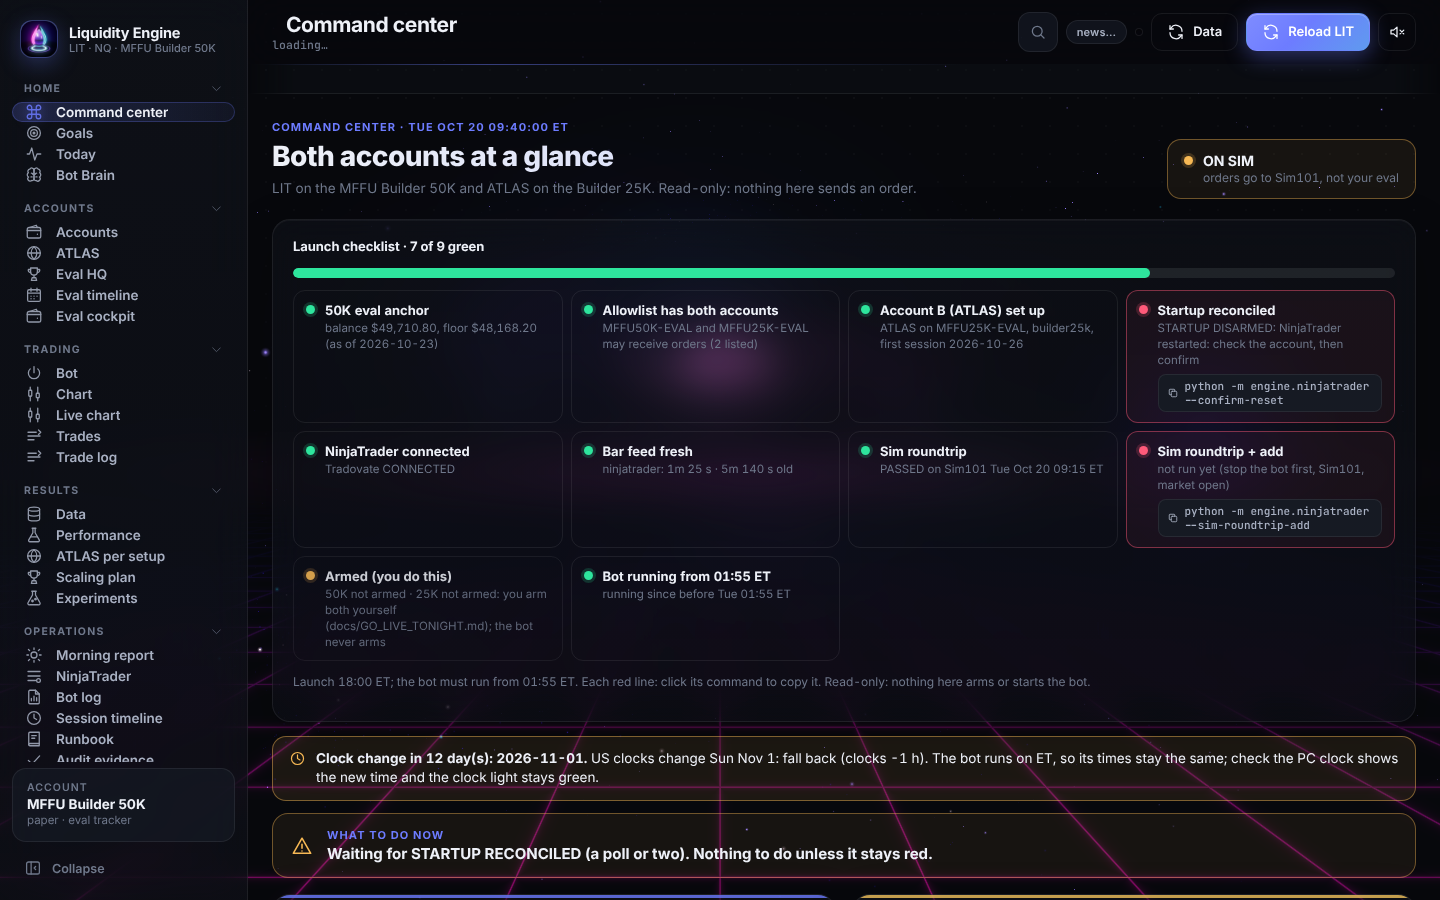 Liquidity Engine
LIT · NQ · MFFU Builder 50K
HOME
Command center
Goals
Today
Bot Brain
ACCOUNTS
Accounts
ATLAS
Eval HQ
Eval timeline
Eval cockpit
TRADING
Bot
Chart
Live chart
Trades
Trade log
RESULTS
Data
Performance
ATLAS per setup
Scaling plan
Experiments
OPERATIONS
Morning report
NinjaTrader
Bot log
Session timeline
Runbook
Audit evidence
ACCOUNT
MFFU Builder 50K
paper · eval tracker
Collapse
Command center
loading…
news…
Data
Reload LIT
COMMAND CENTER · TUE OCT 20 09:40:00 ET
Both accounts at a glance
LIT on the MFFU Builder 50K and ATLAS on the Builder 25K. Read-only: nothing here sends an order.
ON SIM
orders go to Sim101, not your eval
Launch checklist · 7 of 9 green
50K eval anchor
balance $49,710.80, floor $48,168.20
(as of 2026-10-23)
Allowlist has both accounts
MFFU50K-EVAL and MFFU25K-EVAL
may receive orders (2 listed)
Account B (ATLAS) set up
ATLAS on MFFU25K-EVAL, builder25k,
first session 2026-10-26
Startup reconciled
STARTUP DISARMED: NinjaTrader
restarted: check the account, then
confirm
python -m engine.ninjatrader
--confirm-reset
NinjaTrader connected
Tradovate CONNECTED
Bar feed fresh
ninjatrader: 1m 25 s · 5m 140 s old
Sim roundtrip
PASSED on Sim101 Tue Oct 20 09:15 ET
Sim roundtrip + add
not run yet (stop the bot first, Sim101,
market open)
python -m engine.ninjatrader
--sim-roundtrip-add
Armed (you do this)
50K not armed · 25K not armed: you arm
both yourself
(docs/GO_LIVE_TONIGHT.md); the bot
never arms
Bot running from 01:55 ET
running since before Tue 01:55 ET
Launch 18:00 ET; the bot must run from 01:55 ET. Each red line: click its command to copy it. Read-only: nothing here arms or starts the bot.
Clock change in 12 day(s): 2026-11-01. US clocks change Sun Nov 1: fall back (clocks -1 h). The bot runs on ET, so its times stay the same; check the PC clock shows
the new time and the clock light stays green.
WHAT TO DO NOW
Waiting for STARTUP RECONCILED (a poll or two). Nothing to do unless it stays red.